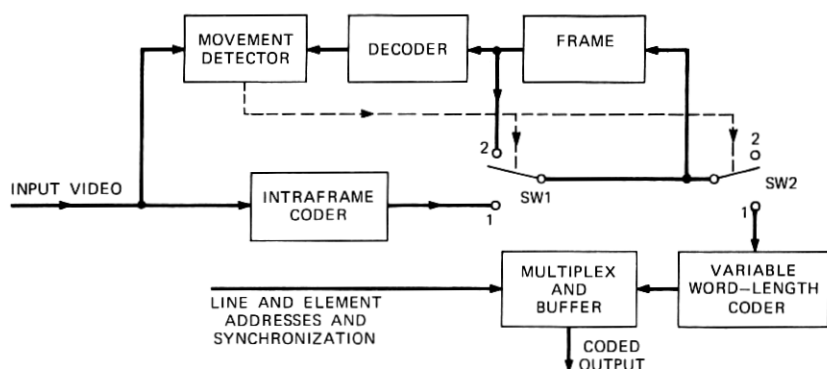 MOVEMENT
DETECTOR
DECODER
FRAME
2
2
INPUT VIDEO
SW1
SW2
INTRAFRAME
CODER
1
1
MULTIPLEX
AND
BUFFER
VARIABLE
WORD-LENGTH
CODER
LINE AND ELEMENT
ADDRESSES AND
SYNCHRONIZATION
CODED
OUTPUT